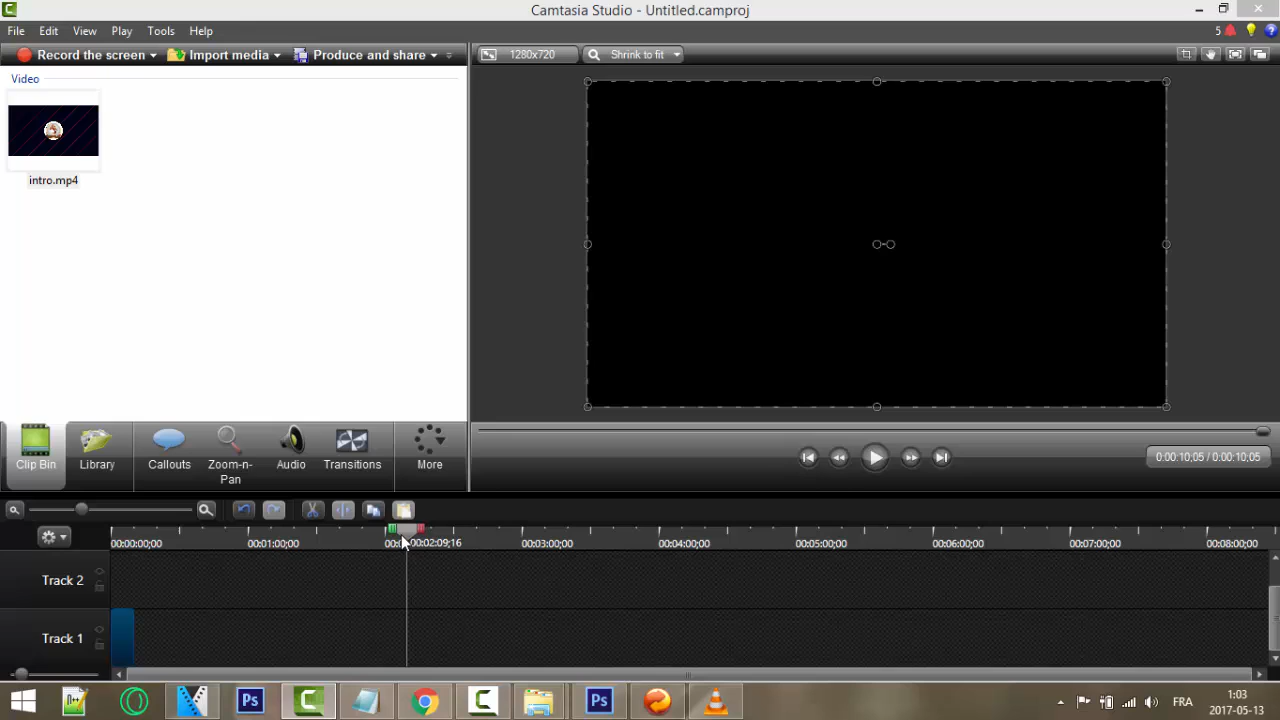 Camtasia Studio - Untitled.camproj
File Edit View Play Tools Help
5
Record the screen Import media Produce and share
1280x720 Shrink to fit
Video
intro.mp4
Clip Bin Library Callouts Zoom-n-Pan Audio Transitions More
0:00:10;05 / 0:00:10;05
00:00:00;00 00:01:00;00 00:02:09;16 00:03:00;00 00:04:00;00 00:05:00;00 00:06:00;00 00:07:00;00 00:08:00;00
Track 2
Track 1
Ps Ps FR 1:03
2017-05-13